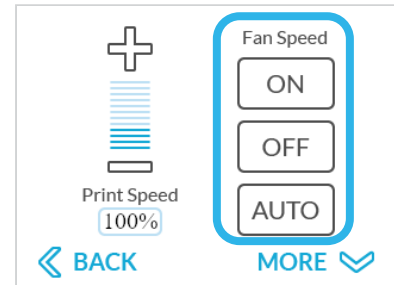 Fan Speed
ON
OFF
AUTO
Print Speed
100%
BACK
MORE